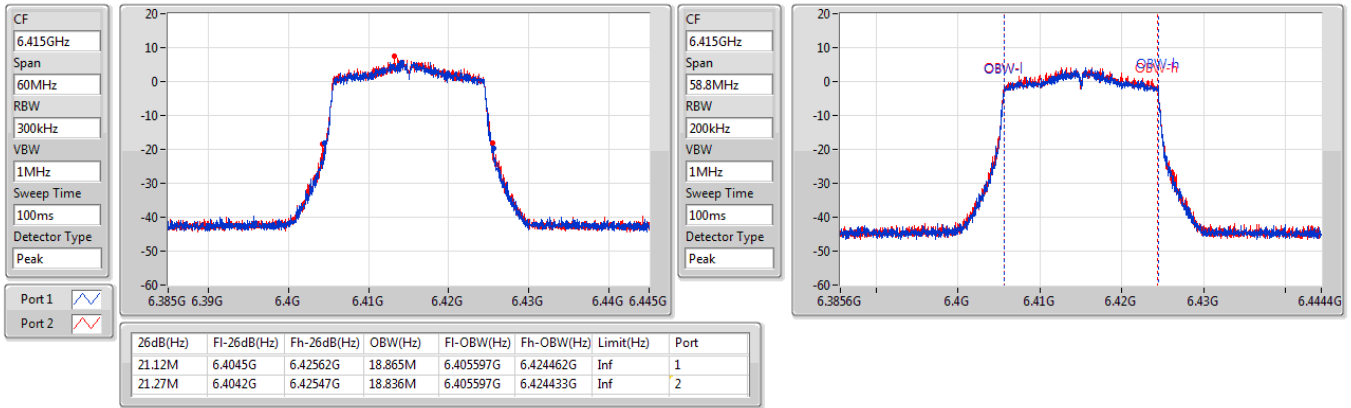 CF
6.415GHz
Span
60MHz
RBW
300kHz
VBW
1MHz
Sweep Time
100ms
Detector Type
Peak
Port 1
Port 2
20
10
0
-10
-20
-30
-40
-50
-60
6.385G 6.39G 6.4G 6.41G 6.42G 6.43G 6.44G 6.445G
CF
6.415GHz
Span
58.8MHz
RBW
200kHz
VBW
1MHz
Sweep Time
100ms
Detector Type
Peak
20
10
0
-10
-20
-30
-40
-50
-60
OBW-l OBW-h
OBW-h
6.3856G 6.4G 6.41G 6.42G 6.43G 6.4444G
26dB(Hz) Fl-26dB(Hz) Fh-26dB(Hz) OBW(Hz) Fl-OBW(Hz) Fh-OBW(Hz) Limit(Hz) Port
21.12M 6.4045G 6.42562G 18.865M 6.405597G 6.424462G Inf 1
21.27M 6.4042G 6.42547G 18.836M 6.405597G 6.424433G Inf 2